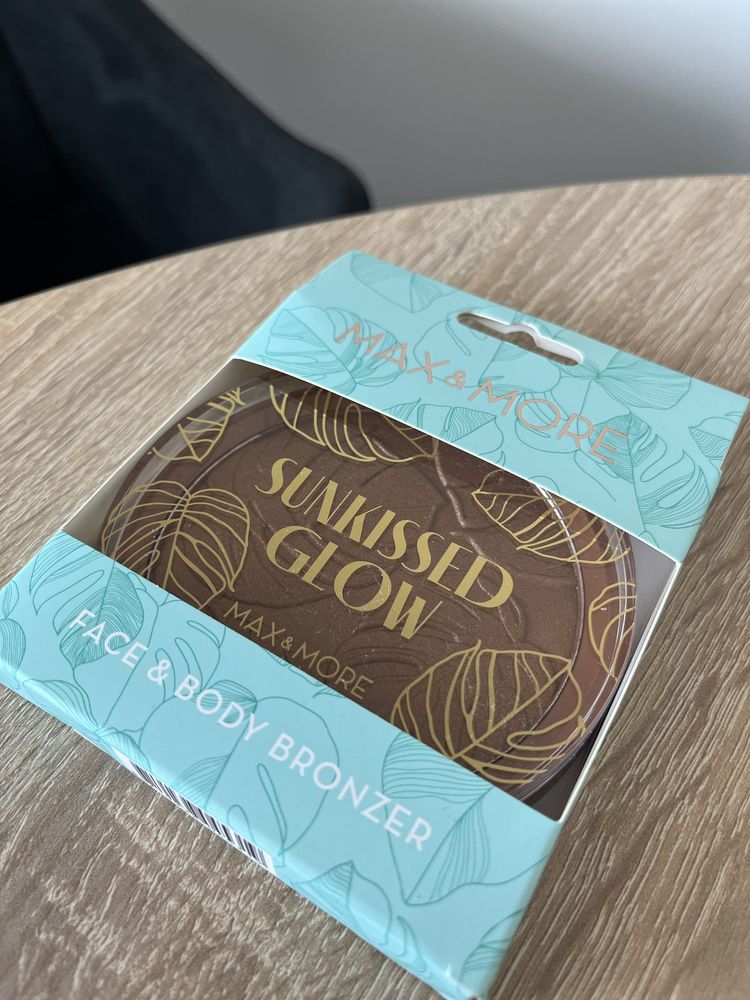 MAX&MORE
SUNKISSED
GLOW
MAX&MORE
FACE & BODY BRONZER